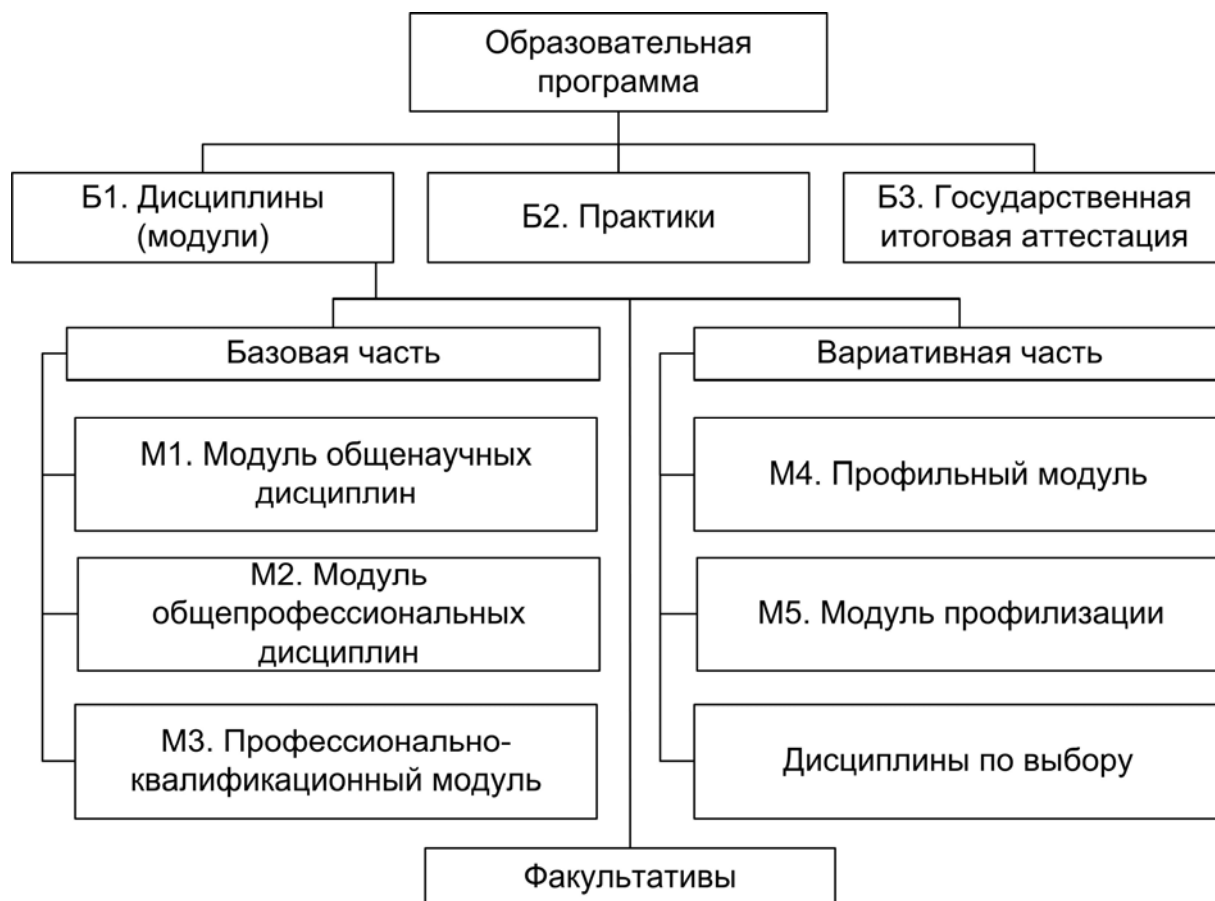 Образовательная
программа
Б1. Дисциплины
(модули)
Б2. Практики
Б3. Государственная
итоговая аттестация
Базовая часть
М1. Модуль общенаучных
дисциплин
М2. Модуль
общепрофессиональных
дисциплин
М3. Профессионально-
квалификационный модуль
Вариативная часть
М4. Профильный модуль
М5. Модуль профилизации
Дисциплины по выбору
Факультативы